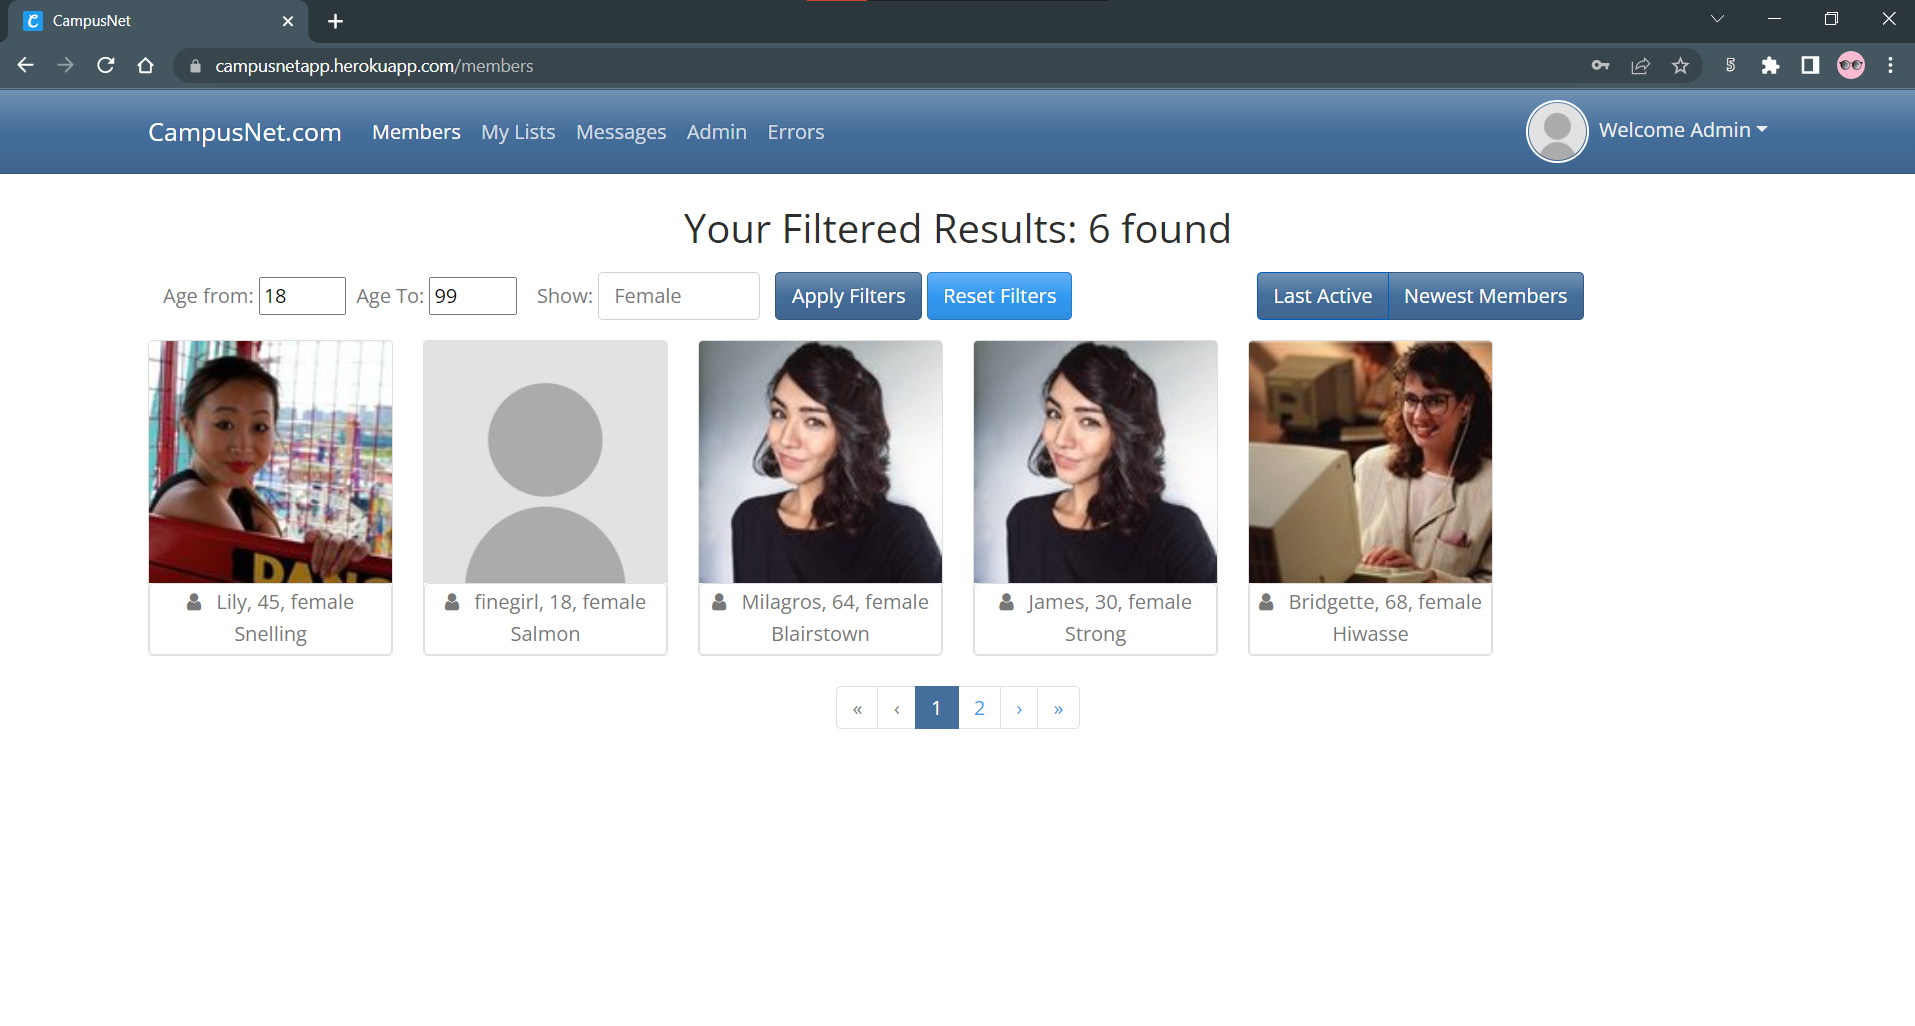 CampusNet
campusnetapp.herokuapp.com/members
CampusNet.com Members My Lists Messages Admin Errors Welcome Admin
Your Filtered Results: 6 found
Age from: 18 Age To: 99 Show: Female Apply Filters Reset Filters Last Active Newest Members
DANG
Lily, 45, female
Snelling
finegirl, 18, female
Salmon
Milagros, 64, female
Blairstown
James, 30, female
Strong
Bridgette, 68, female
Hiwasse
« ‹ 1 2 › »